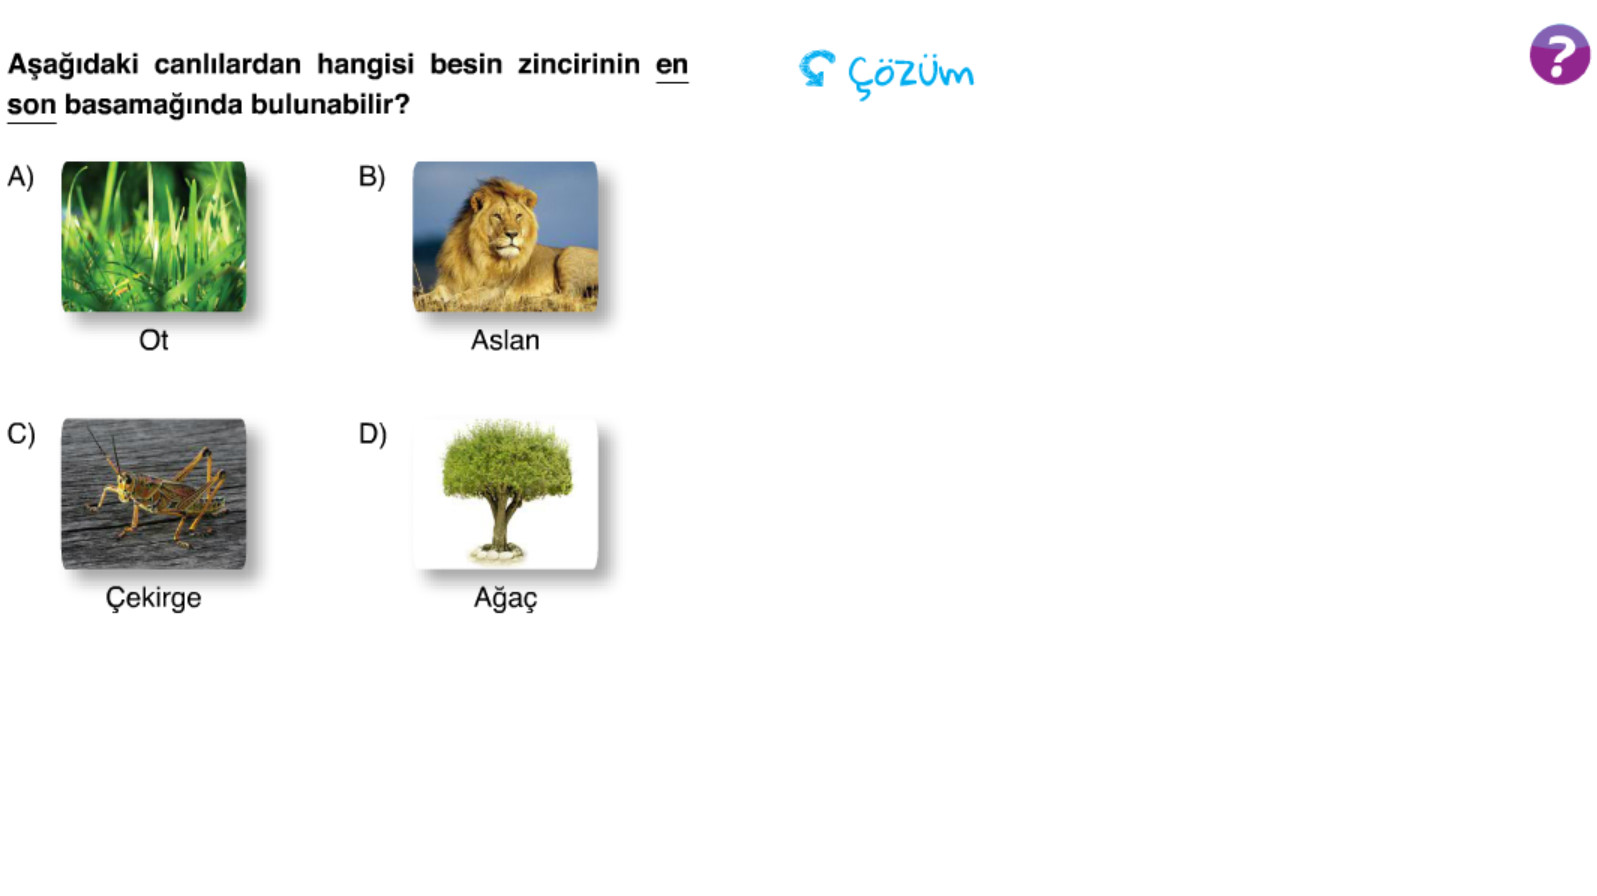 Aşağıdaki canlılardan hangisi besin zincirinin en
son basamağında bulunabilir?
Çözüm
?
A)
B)
Ot
Aslan
C)
D)
Çekirge
Ağaç